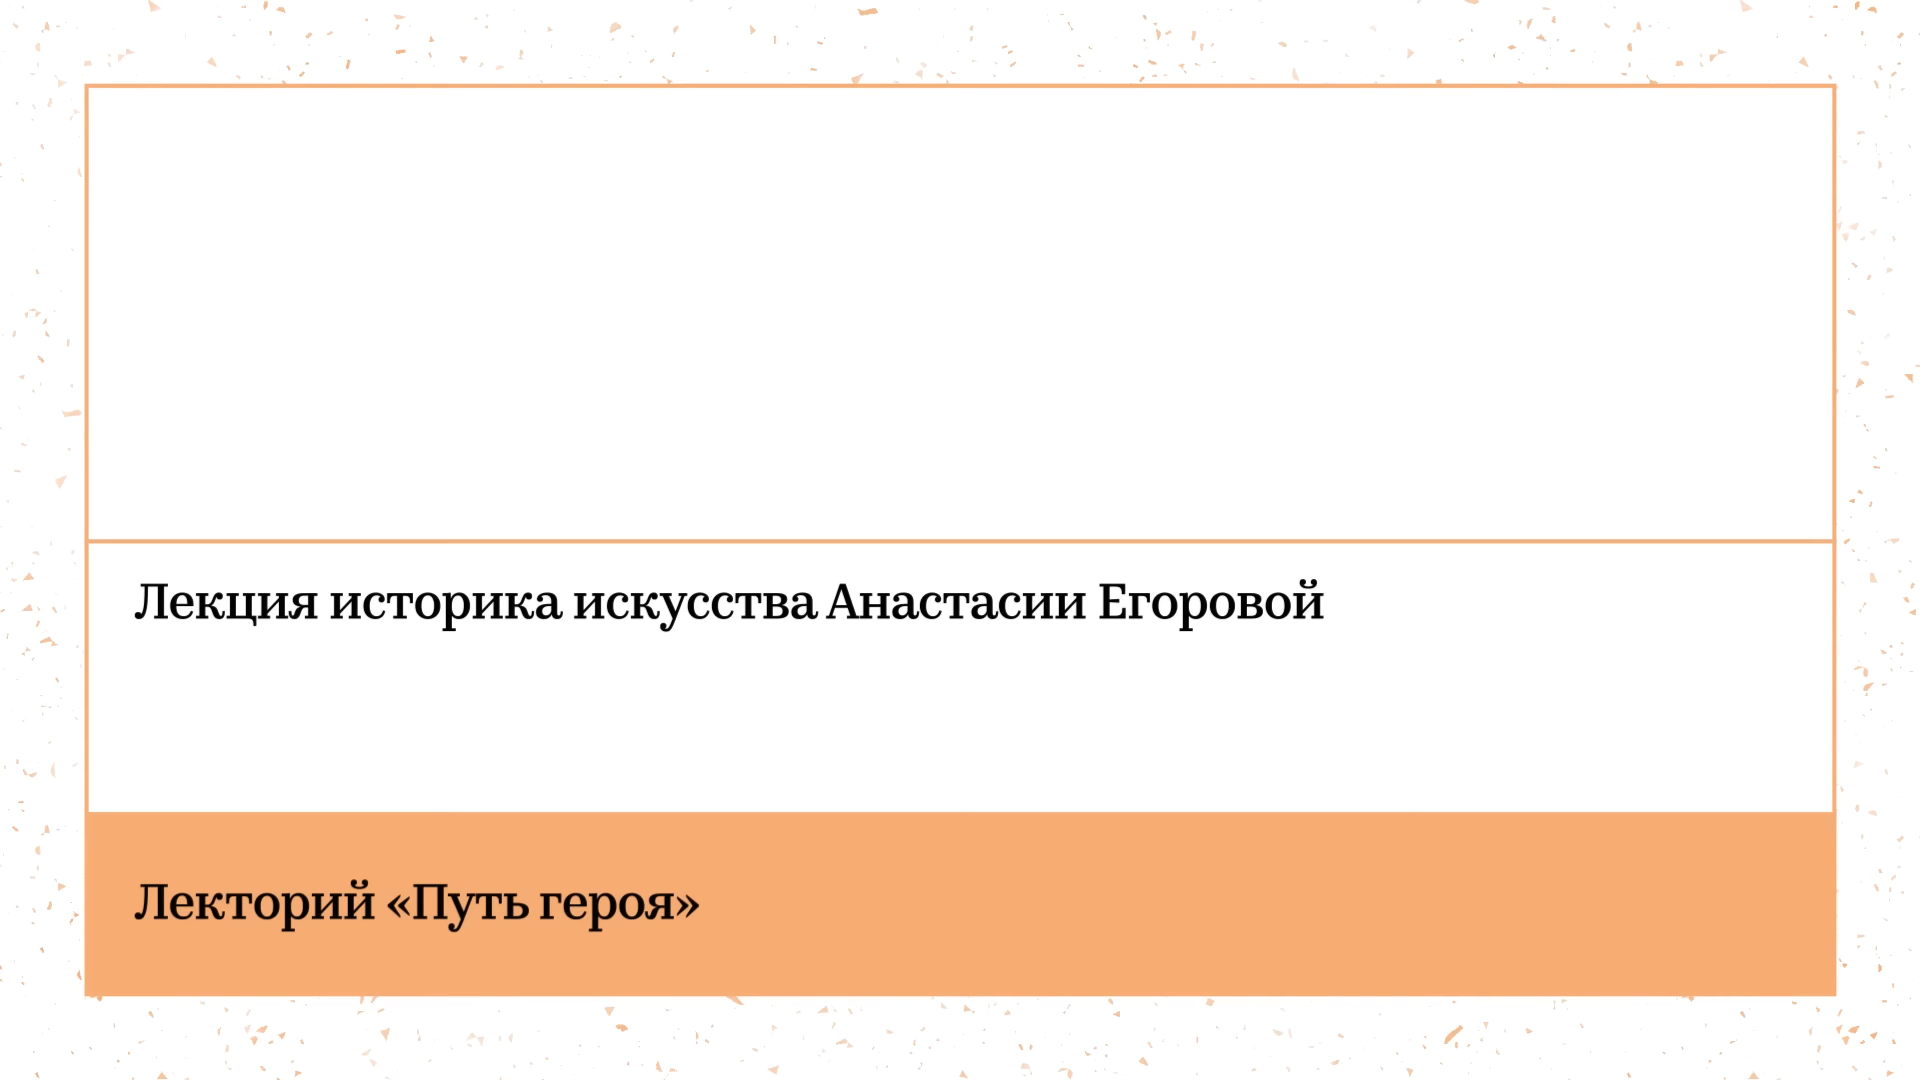 Лекция историка искусства Анастасии Егоровой
Лекторий «Путь героя»